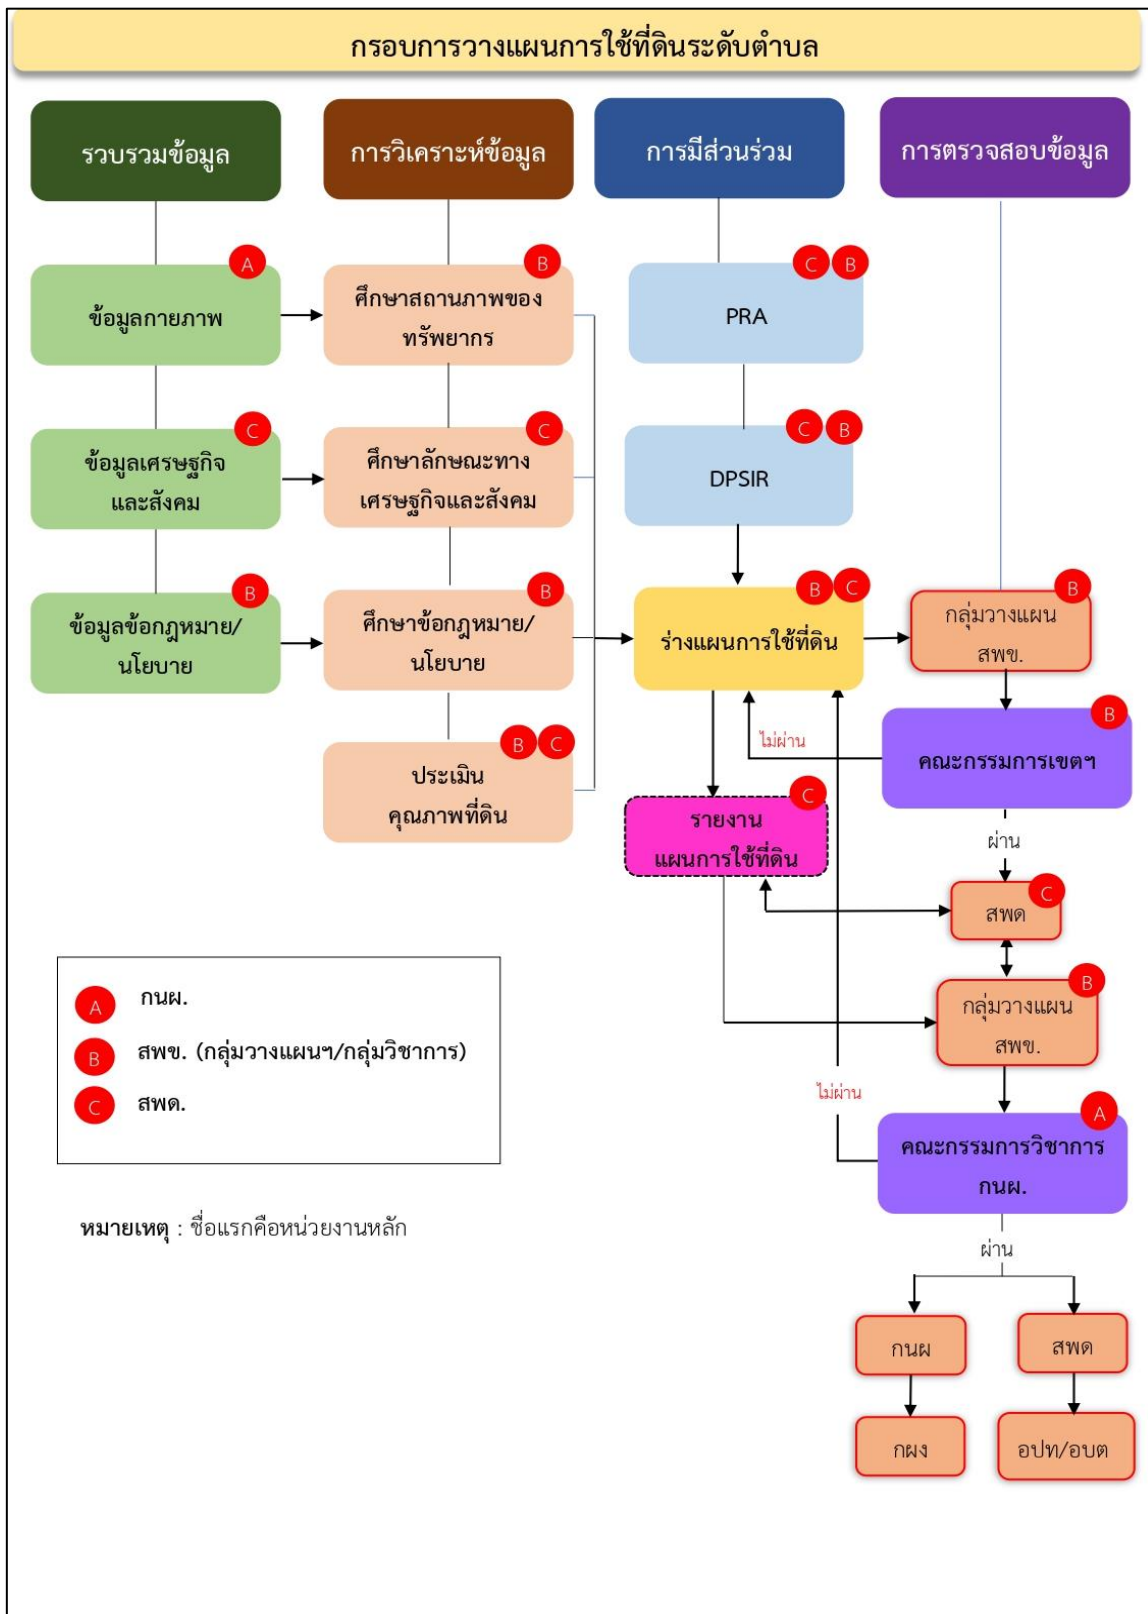 กรอบการวางแผนการใช้ที่ดินระดับตำบล
รวบรวมข้อมูล
การวิเคราะห์ข้อมูล
การมีส่วนร่วม
การตรวจสอบข้อมูล
A
ข้อมูลกายภาพ
B
ศึกษาสถานภาพของ
ทรัพยากร
C B
PRA
C
ข้อมูลเศรษฐกิจ
และสังคม
C
ศึกษาลักษณะทาง
เศรษฐกิจและสังคม
C B
DPSIR
B
ข้อมูลข้อกฎหมาย/
นโยบาย
B
ศึกษาข้อกฎหมาย/
นโยบาย
B C
ร่างแผนการใช้ที่ดิน
B
กลุ่มวางแผน
สพข.
B C
ประเมิน
คุณภาพที่ดิน
ไม่ผ่าน
B
คณะกรรมการเขตฯ
C
รายงาน
แผนการใช้ที่ดิน
ผ่าน
C
สพด
B
กลุ่มวางแผน
สพข.
A กนผ.
B สพข. (กลุ่มวางแผนฯ/กลุ่มวิชาการ)
C สพด.
ไม่ผ่าน
A
คณะกรรมการวิชาการ
กนผ.
หมายเหตุ : ชื่อแรกคือหน่วยงานหลัก
ผ่าน
กนผ
สพด
กผง
อปท/อบต